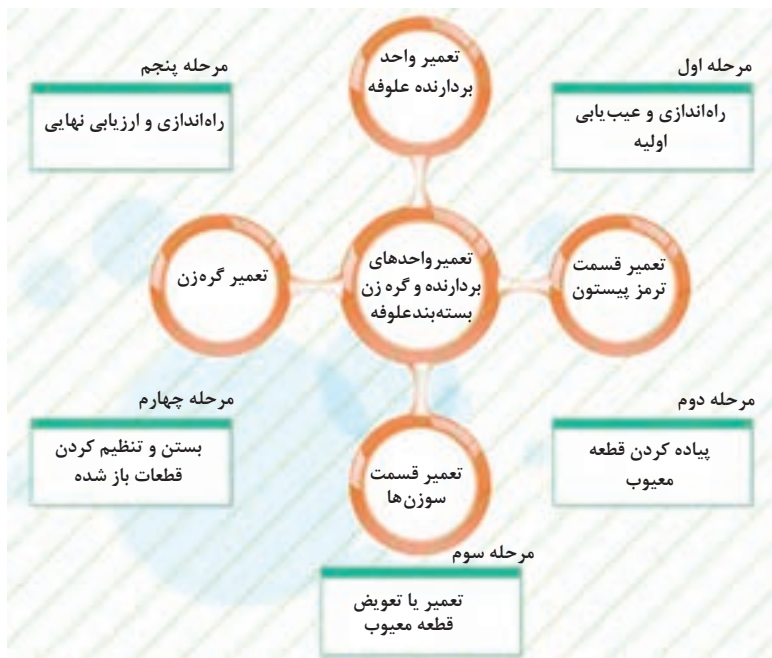 تعمیر واحد
بردارنده علوفه
مرحله اول
راه‌اندازی و عیب‌یابی
اولیه
مرحله پنجم
راه‌اندازی و ارزیابی نهایی
تعمیر قسمت
ترمز پیستون
تعمیرواحدهای
بردارنده و گره زن
بسته‌بندعلوفه
تعمیر گره‌زن
مرحله دوم
پیاده کردن قطعه
معیوب
مرحله چهارم
بستن و تنظیم کردن
قطعات باز شده
تعمیر قسمت
سوزن‌ها
مرحله سوم
تعمیر یا تعویض
قطعه معیوب